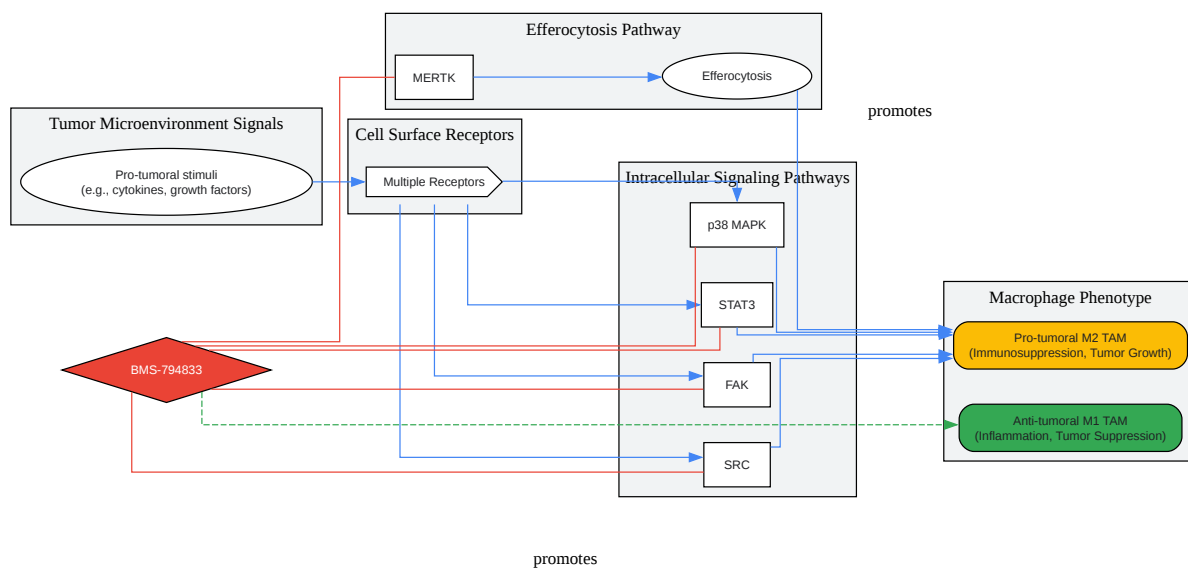 Efferocytosis Pathway
MERTK
Efferocytosis
promotes
Tumor Microenvironment Signals
Pro-tumoral stimuli
(e.g., cytokines, growth factors)
Cell Surface Receptors
Multiple Receptors
Intracellular Signaling Pathways
p38 MAPK
STAT3
FAK
SRC
BMS-794833
Macrophage Phenotype
Pro-tumoral M2 TAM
(Immunosuppression, Tumor Growth)
Anti-tumoral M1 TAM
(Inflammation, Tumor Suppression)
promotes